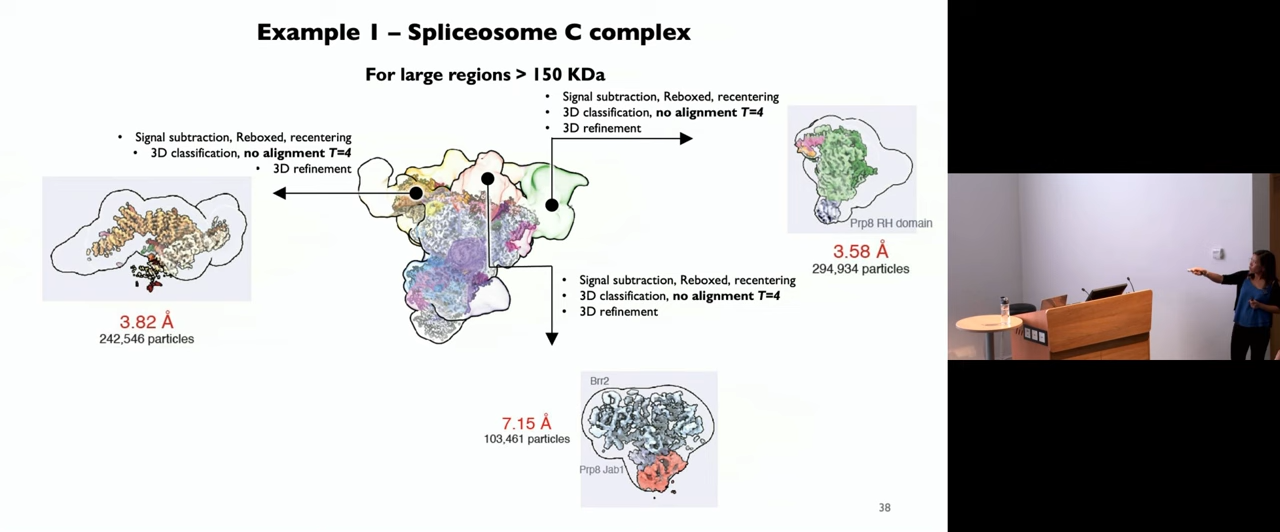 Example 1 – Spliceosome C complex
For large regions > 150 KDa
• Signal subtraction, Reboxed, recentering
• 3D classification, no alignment T=4
• 3D refinement
• Signal subtraction, Reboxed, recentering
• 3D classification, no alignment T=4
• 3D refinement
Prp8 RH domain
3.58 Å
294,934 particles
3.82 Å
242,546 particles
• Signal subtraction, Reboxed, recentering
• 3D classification, no alignment T=4
• 3D refinement
Brr2
7.15 Å
103,461 particles
Prp8 Jab1
38